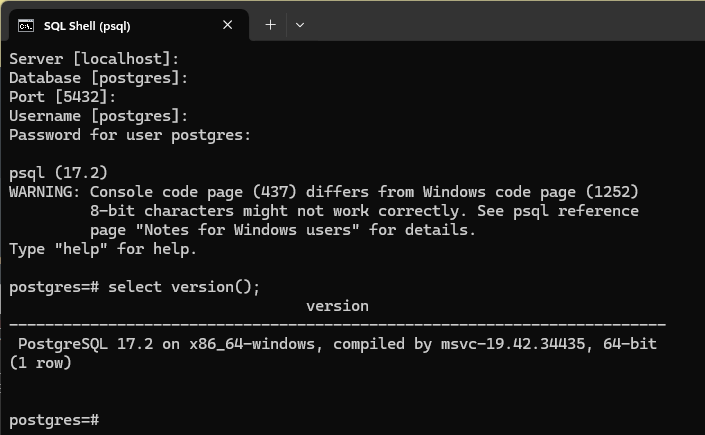 SQL Shell (psql)
Server [localhost]:
Database [postgres]:
Port [5432]:
Username [postgres]:
Password for user postgres:
psql (17.2)
WARNING: Console code page (437) differs from Windows code page (1252)
8-bit characters might not work correctly. See psql reference
page "Notes for Windows users" for details.
Type "help" for help.
postgres=# select version();
version
-------------------------------------------------------------------------
PostgreSQL 17.2 on x86_64-windows, compiled by msvc-19.42.34435, 64-bit
(1 row)
postgres=#